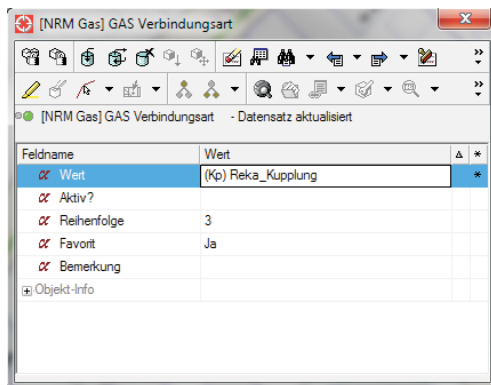 [NRM Gas] GAS Verbindungsart
[NRM Gas] GAS Verbindungsart - Datensatz aktualisiert
Feldname Wert Δ *
α Wert (Kp) Reka_Kupplung *
α Aktiv?
α Reihenfolge 3
α Favorit Ja
α Bemerkung
Objekt-Info